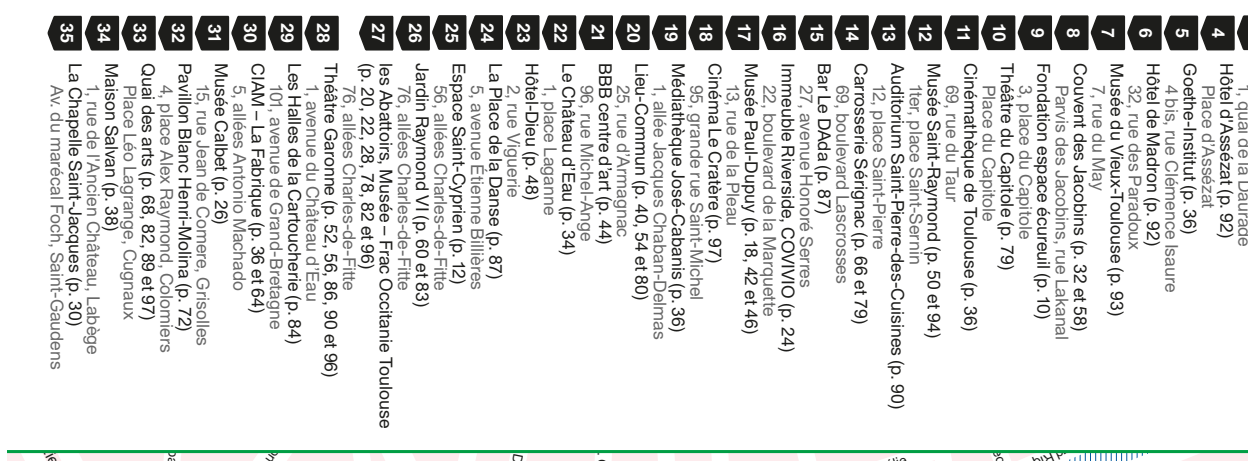 1, quai de la Daurade
4
Hôtel d'Assézat (p. 92)
Place d'Assézat
5
Goethe-Institut (p. 36)
4 bis, rue Clémence Isaure
6
Hôtel de Madron (p. 92)
32, rue des Paradoux
7
Musée du Vieux-Toulouse (p. 93)
7, rue du May
8
Couvent des Jacobins (p. 32 et 58)
Parvis des Jacobins, rue Lakanal
9
Fondation espace écureuil (p. 10)
3, place du Capitole
10
Théâtre du Capitole (p. 79)
Place du Capitole
11
Cinémathèque de Toulouse (p. 36)
69, rue du Taur
12
Musée Saint-Raymond (p. 50 et 94)
1ter, place Saint-Sernin
13
Auditorium Saint-Pierre-des-Cuisines (p. 90)
12, place Saint-Pierre
14
Carrosserie Sérignac (p. 66 et 79)
69, boulevard Lascrosses
15
Bar Le DAda (p. 87)
27, avenue Honoré Serres
16
Immeuble Riverside, COVIVIO (p. 24)
22, boulevard de la Marquette
17
Musée Paul-Dupuy (p. 18, 42 et 46)
13, rue de la Pleau
18
Cinéma Le Cratère (p. 97)
95, grande rue Saint-Michel
19
Médiathèque José-Cabanis (p. 36)
1, allée Jacques Chaban-Delmas
20
Lieu-Commun (p. 40, 54 et 80)
25, rue d'Armagnac
21
BBB centre d'art (p. 44)
96, rue Michel-Ange
22
Le Château d'Eau (p. 34)
1, place Laganne
23
Hôtel-Dieu (p. 48)
2, rue Viguerie
24
La Place de la Danse (p. 87)
5, avenue Étienne Billières
25
Espace Saint-Cyprien (p. 12)
56, allées Charles-de-Fitte
26
Jardin Raymond VI (p. 60 et 83)
76, allées Charles-de-Fitte
27
les Abattoirs, Musée – Frac Occitanie Toulouse
(p. 20, 22, 28, 78, 82 et 96)
76, allées Charles-de-Fitte
28
Théâtre Garonne (p. 52, 56, 86, 90 et 96)
1, avenue du Château d'Eau
29
Les Halles de la Cartoucherie (p. 84)
101, avenue de Grande-Bretagne
30
CIAM – La Fabrique (p. 36 et 64)
5, allées Antonio Machado
31
Musée Calbet (p. 26)
15, rue Jean de Comere, Grisolles
32
Pavillon Blanc Henri-Molina (p. 72)
4, place Alex Raymond, Colomiers
33
Quai des arts (p. 68, 82, 89 et 97)
Place Léo Lagrange, Cugnaux
34
Maison Salvan (p. 38)
1, rue de l'Ancien Château, Labège
35
La Chapelle Saint-Jacques (p. 30)
Av. du marécal Foch, Saint-Gaudens